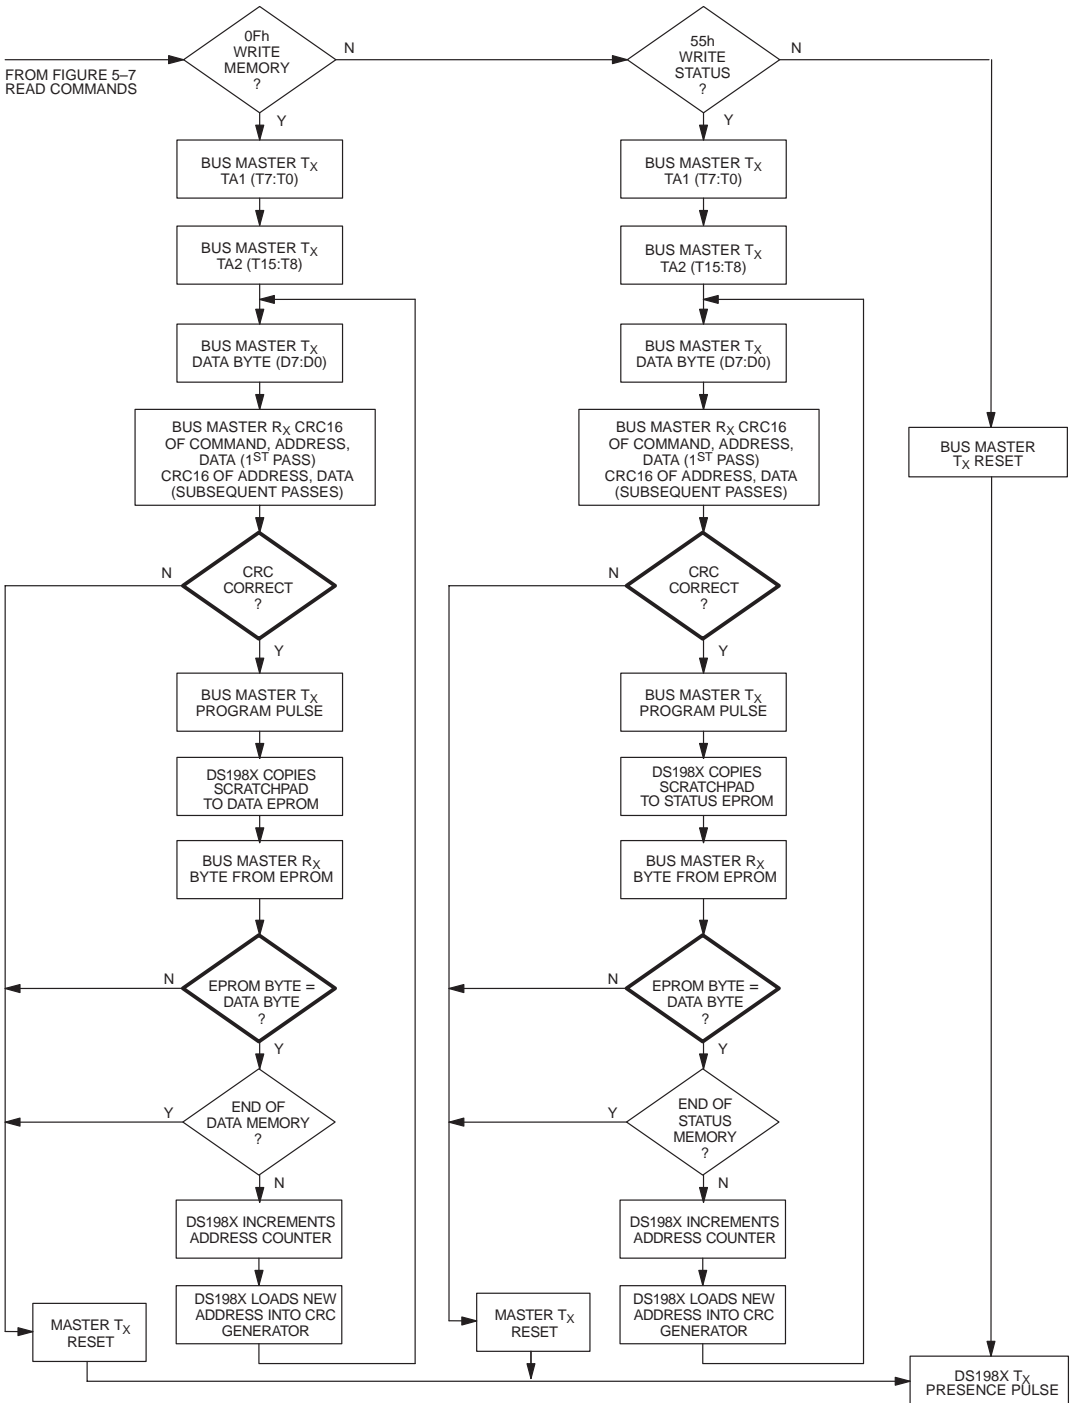 0Fh
WRITE
MEMORY
?
N
FROM FIGURE 5–7
READ COMMANDS
Y
BUS MASTER TX
TA1 (T7:T0)
BUS MASTER TX
TA2 (T15:T8)
BUS MASTER TX
DATA BYTE (D7:D0)
BUS MASTER RX CRC16
OF COMMAND, ADDRESS,
DATA (1ST PASS)
CRC16 OF ADDRESS, DATA
(SUBSEQUENT PASSES)
N
CRC
CORRECT
?
Y
BUS MASTER TX
PROGRAM PULSE
DS198X COPIES
SCRATCHPAD
TO DATA EPROM
BUS MASTER RX
BYTE FROM EPROM
N
EPROM BYTE =
DATA BYTE
?
Y
Y
END OF
DATA MEMORY
?
N
DS198X INCREMENTS
ADDRESS COUNTER
DS198X LOADS NEW
ADDRESS INTO CRC
GENERATOR
MASTER TX
RESET
55h
WRITE
STATUS
?
N
Y
BUS MASTER TX
TA1 (T7:T0)
BUS MASTER TX
TA2 (T15:T8)
BUS MASTER TX
DATA BYTE (D7:D0)
BUS MASTER RX CRC16
OF COMMAND, ADDRESS,
DATA (1ST PASS)
CRC16 OF ADDRESS, DATA
(SUBSEQUENT PASSES)
N
CRC
CORRECT
?
Y
BUS MASTER TX
PROGRAM PULSE
DS198X COPIES
SCRATCHPAD
TO STATUS EPROM
BUS MASTER RX
BYTE FROM EPROM
N
EPROM BYTE =
DATA BYTE
?
Y
Y
END OF
STATUS
MEMORY
?
N
DS198X INCREMENTS
ADDRESS COUNTER
DS198X LOADS NEW
ADDRESS INTO CRC
GENERATOR
MASTER TX
RESET
BUS MASTER
TX RESET
DS198X TX
PRESENCE PULSE